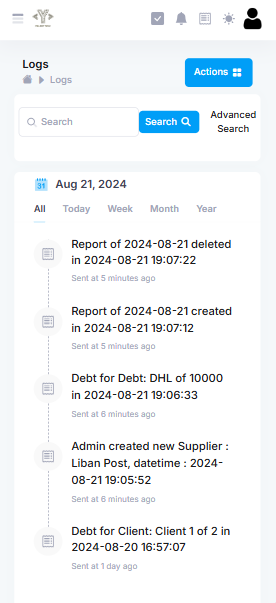 Logs
Actions
Logs
Search
Search
Advanced
Search
31
Aug 21, 2024
All
Today
Week
Month
Year
Report of 2024-08-21 deleted
in 2024-08-21 19:07:22
Sent at 5 minutes ago
Report of 2024-08-21 created
in 2024-08-21 19:07:12
Sent at 5 minutes ago
Debt for Debt: DHL of 10000
in 2024-08-21 19:06:33
Sent at 6 minutes ago
Admin created new Supplier :
Liban Post, datetime : 2024-
08-21 19:05:52
Sent at 6 minutes ago
Debt for Client: Client 1 of 2 in
2024-08-20 16:57:07
Sent at 1 day ago